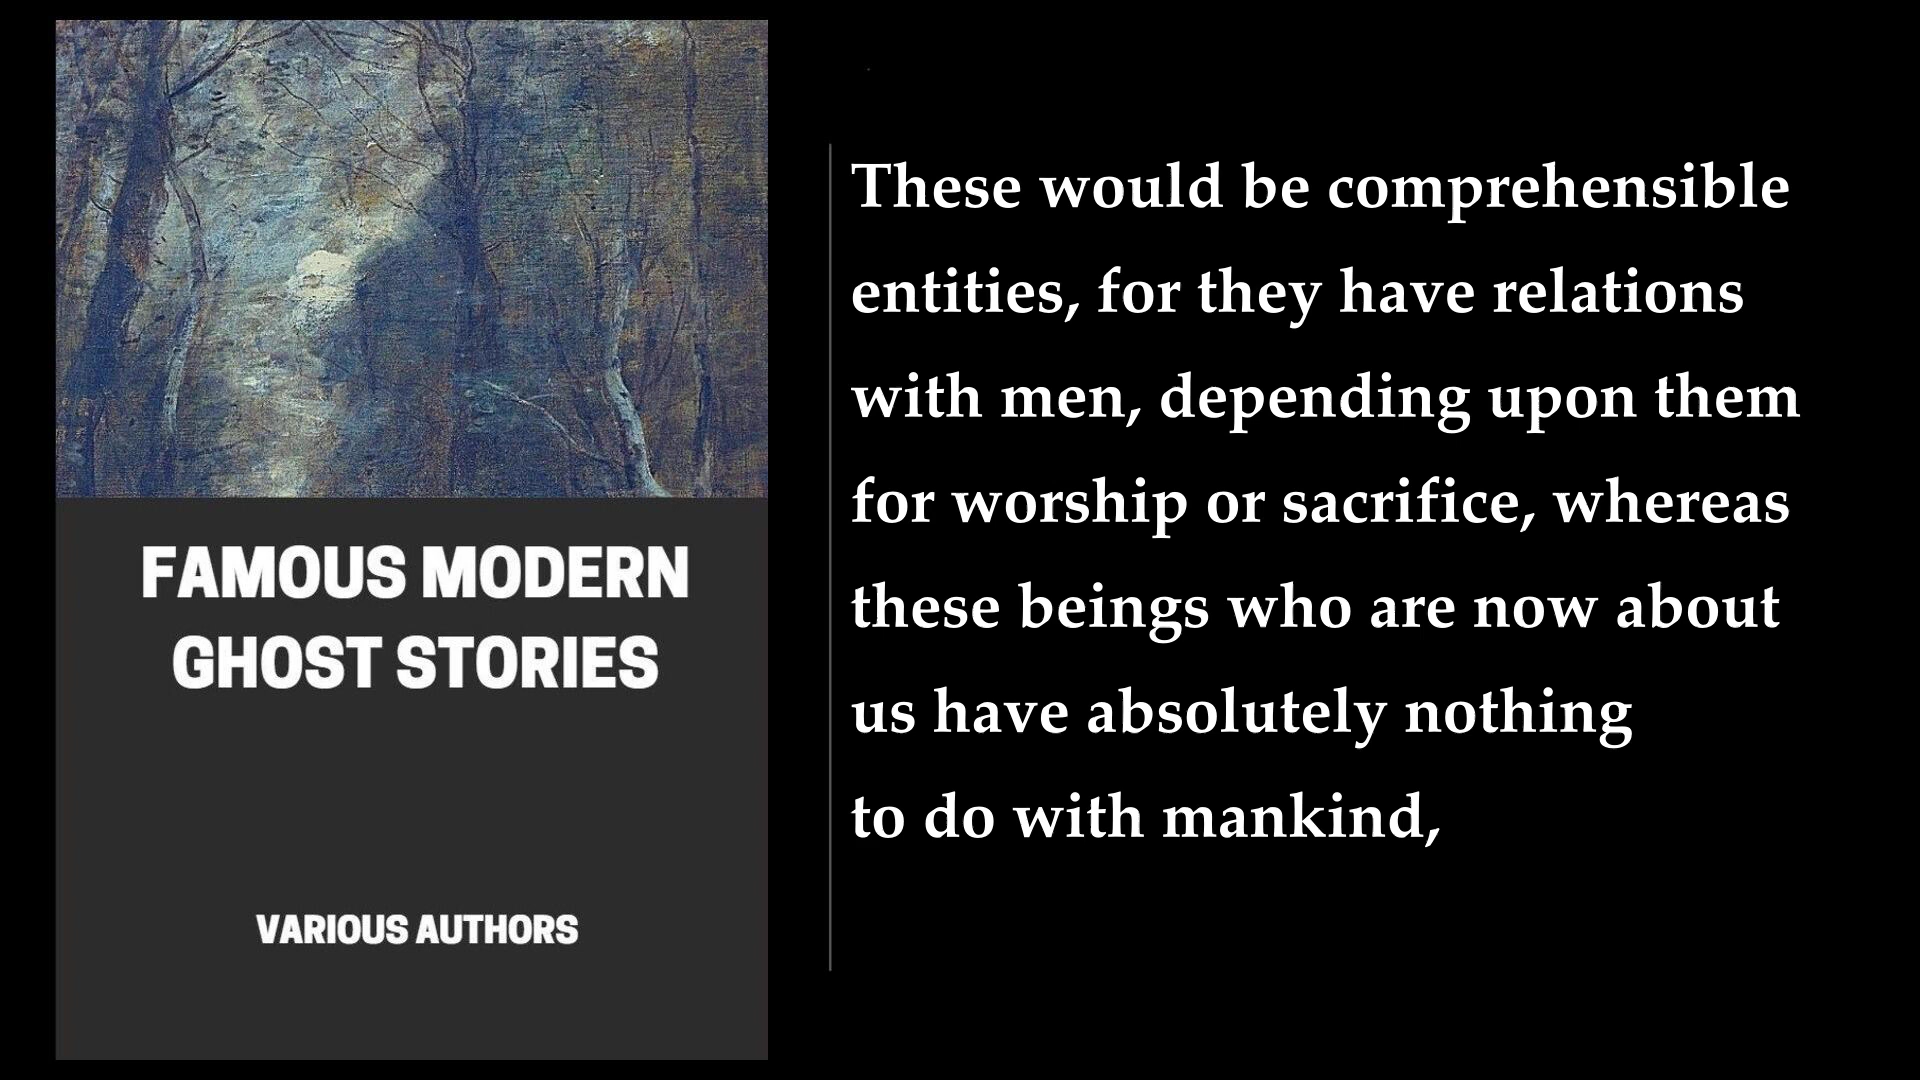 FAMOUS MODERN
GHOST STORIES
VARIOUS AUTHORS
These would be comprehensible
entities, for they have relations
with men, depending upon them
for worship or sacrifice, whereas
these beings who are now about
us have absolutely nothing
to do with mankind,